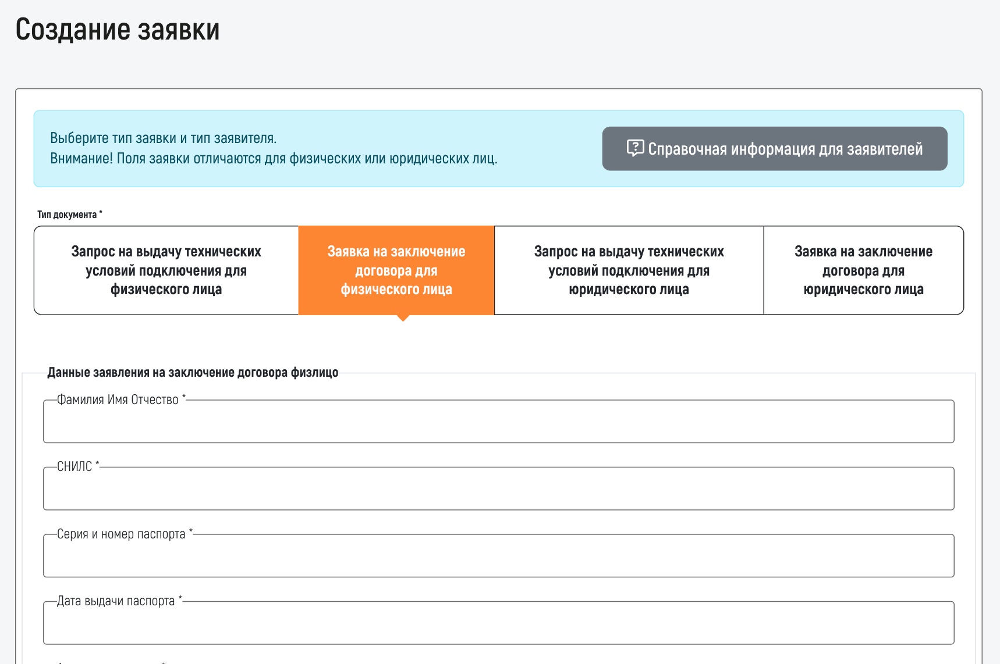 Создание заявки
Выберите тип заявки и тип заявителя.
Внимание! Поля заявки отличаются для физических или юридических лиц.
Справочная информация для заявителей
Тип документа *
Запрос на выдачу технических
условий подключения для
физического лица
Заявка на заключение
договора для
физического лица
Запрос на выдачу технических
условий подключения для
юридического лица
Заявка на заключение
договора для
юридического лица
Данные заявления на заключение договора физлицо
Фамилия Имя Отчество *
СНИЛС *
Серия и номер паспорта *
Дата выдачи паспорта *